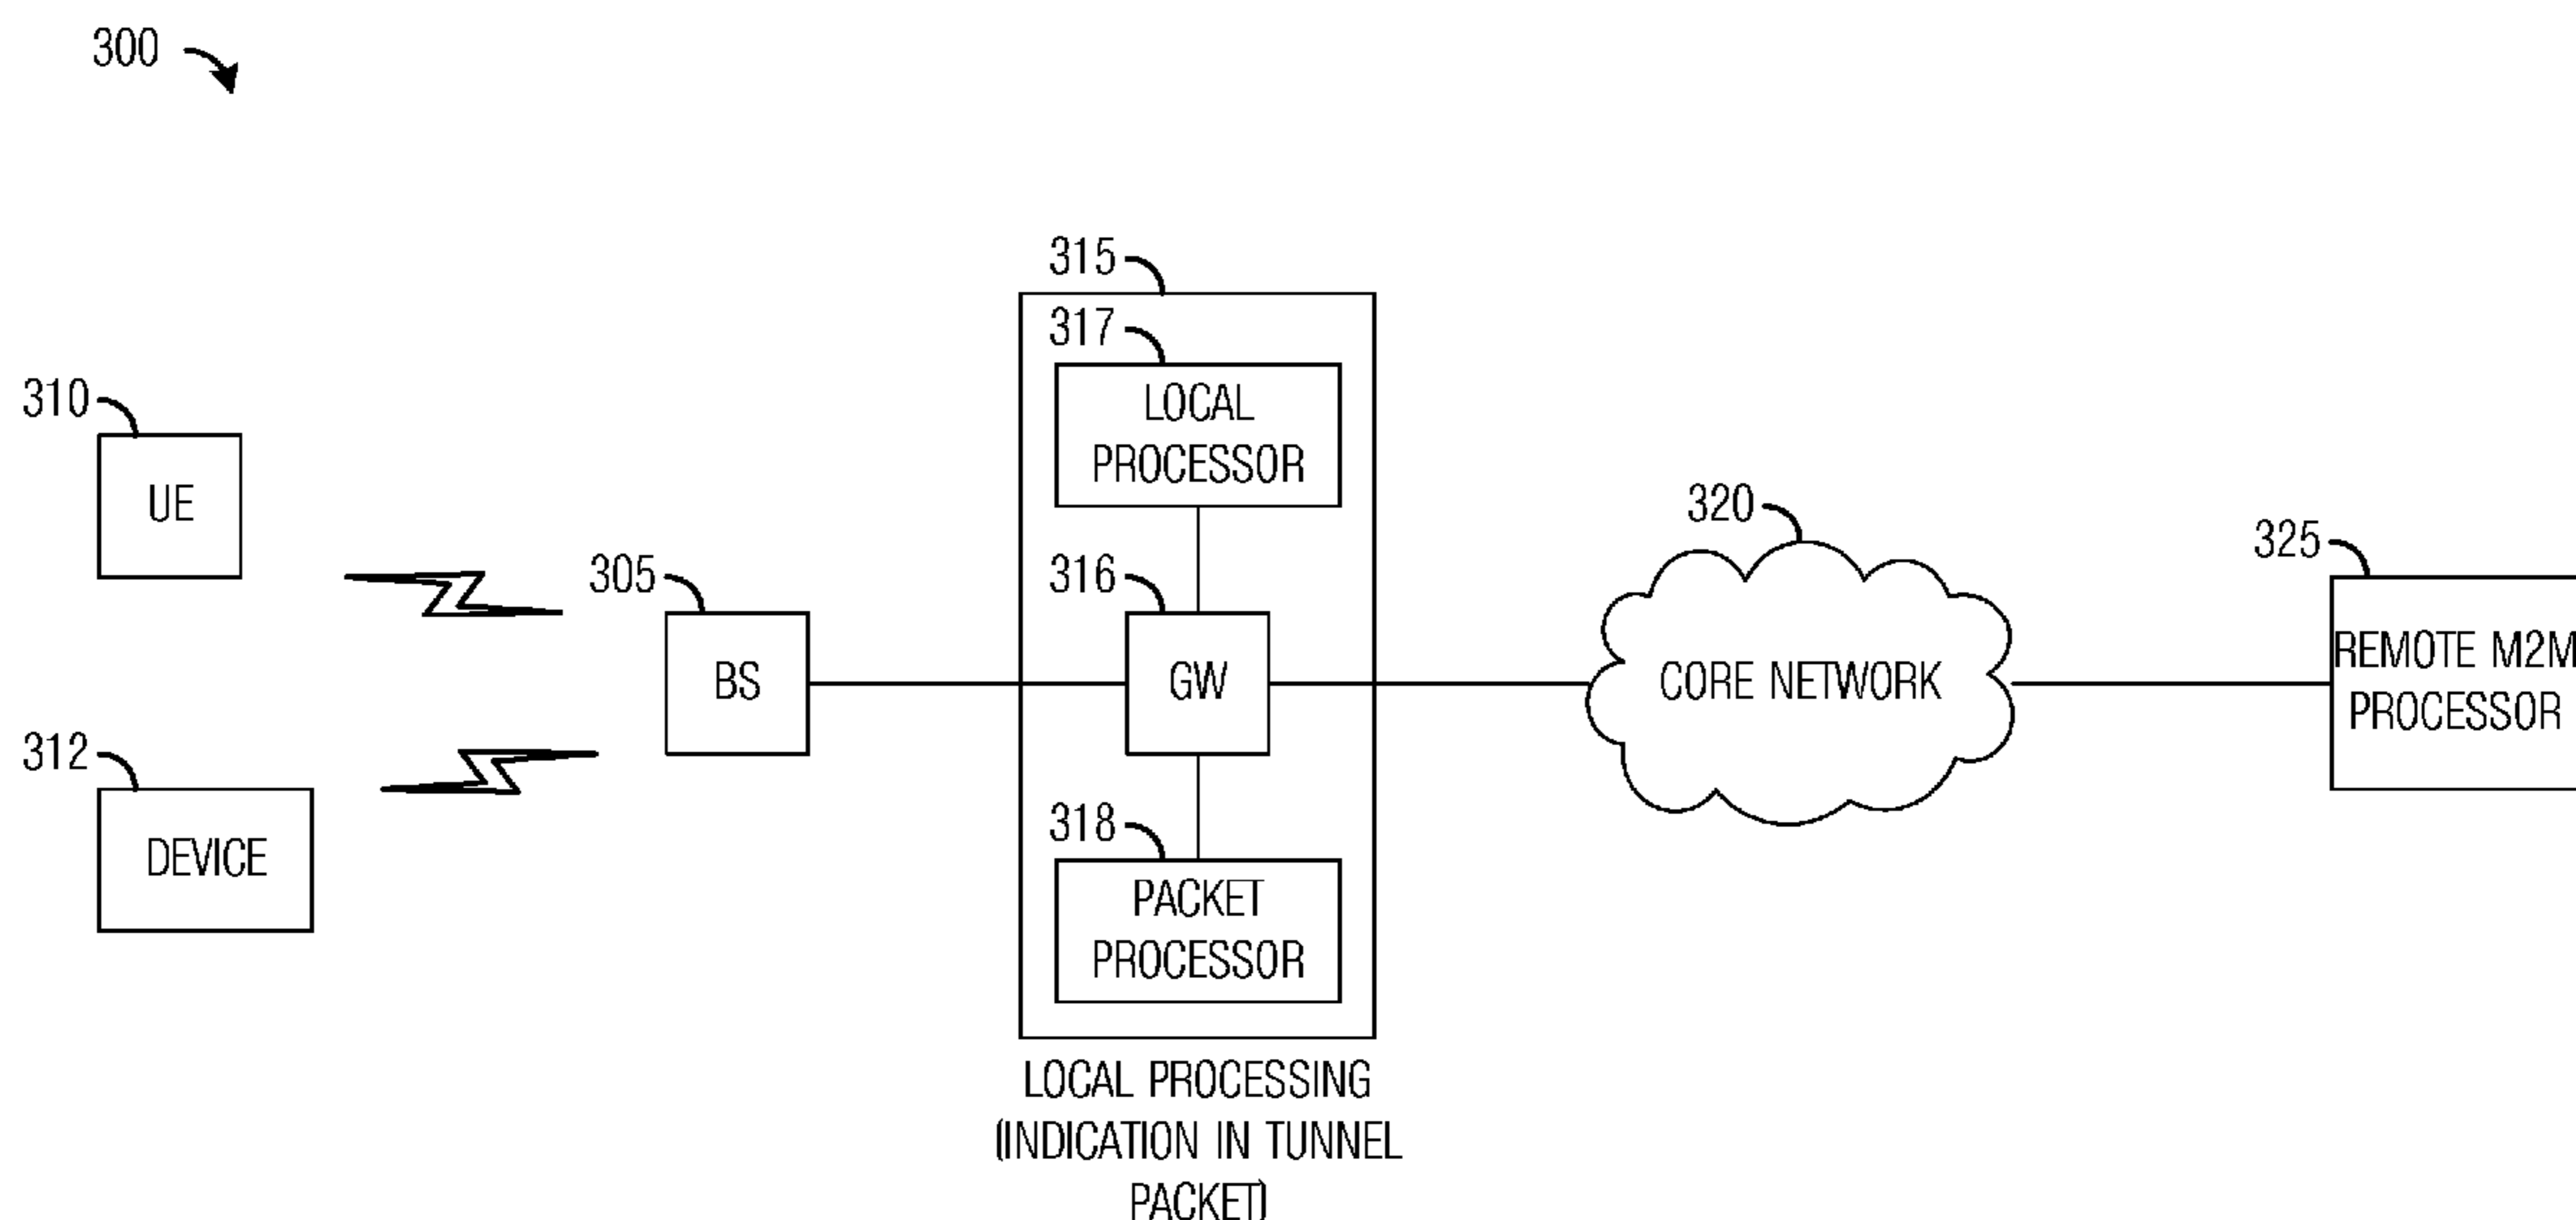 300
315
317
LOCAL
PROCESSOR
310
UE
320
325
305
316
REMOTE M2M
PROCESSOR
BS
GW
CORE NETWORK
312
DEVICE
318
PACKET
PROCESSOR
LOCAL PROCESSING
(INDICATION IN TUNNEL
PACKET)